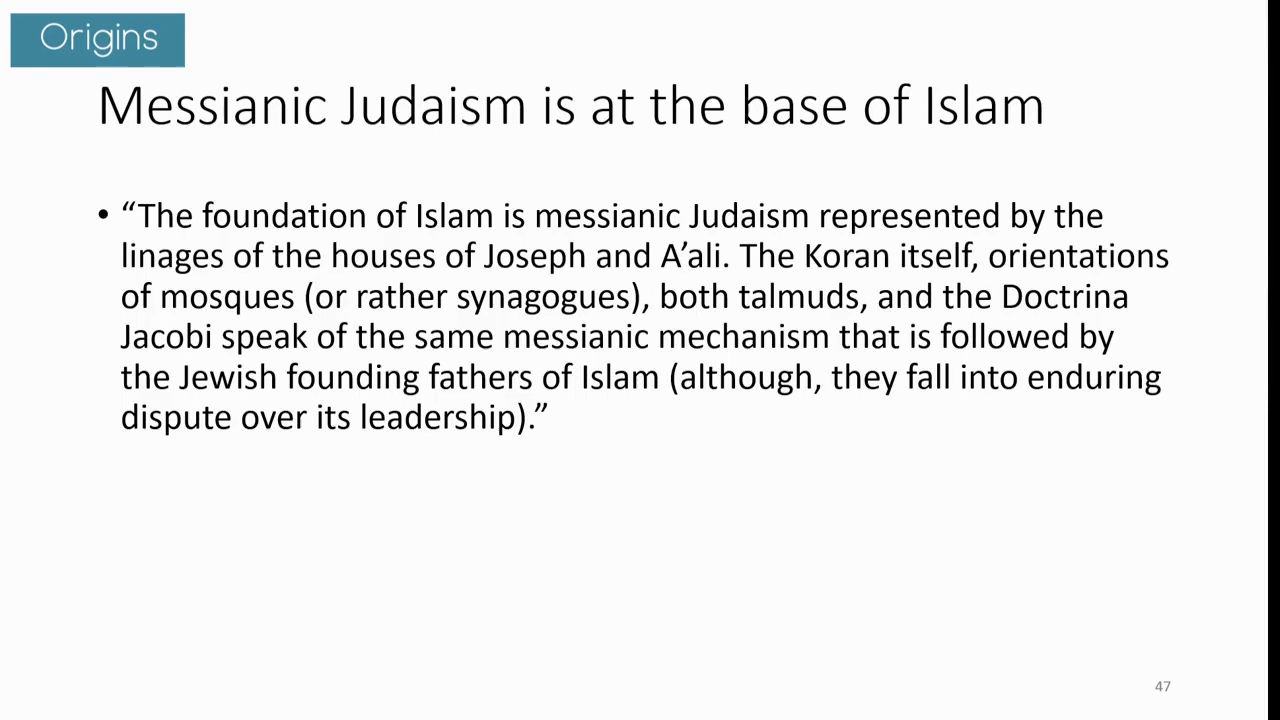 Origins
Messianic Judaism is at the base of Islam
• “The foundation of Islam is messianic Judaism represented by the
linages of the houses of Joseph and A’ali. The Koran itself, orientations
of mosques (or rather synagogues), both talmuds, and the Doctrina
Jacobi speak of the same messianic mechanism that is followed by
the Jewish founding fathers of Islam (although, they fall into enduring
dispute over its leadership).”
47